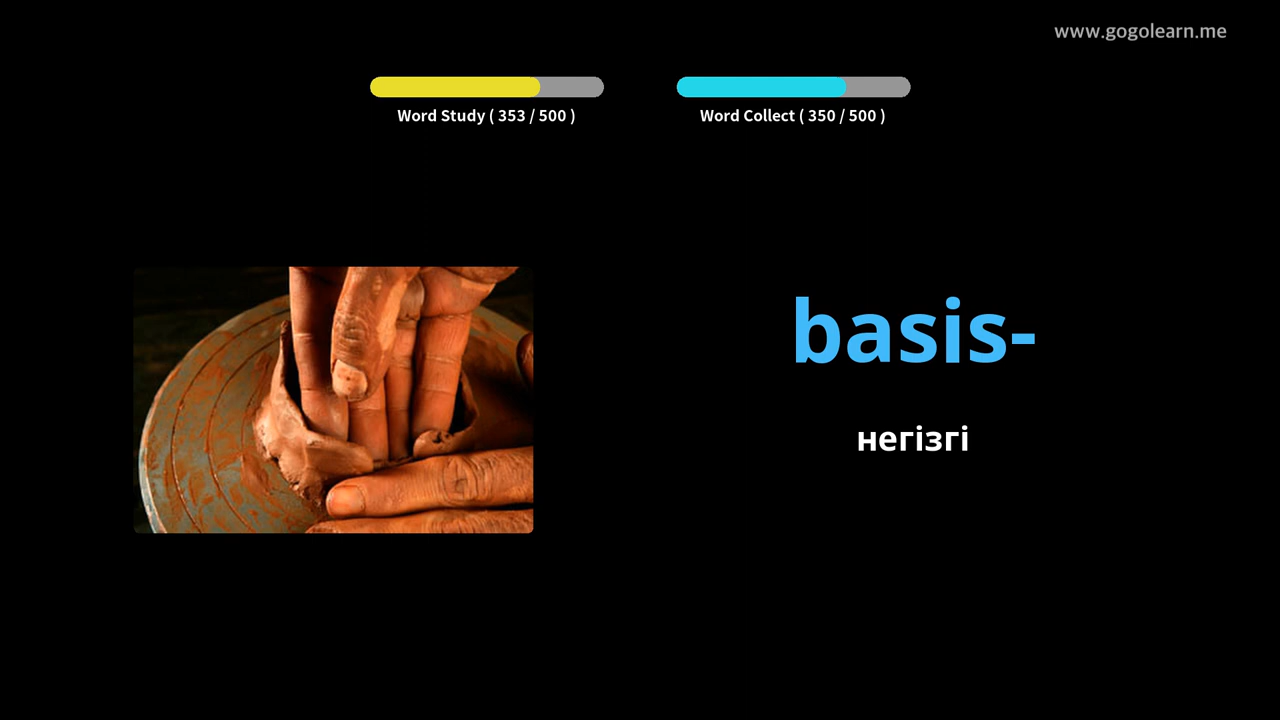 www.gogolearn.me
Word Study ( 353 / 500 )
Word Collect ( 350 / 500 )
basis-
негізгі